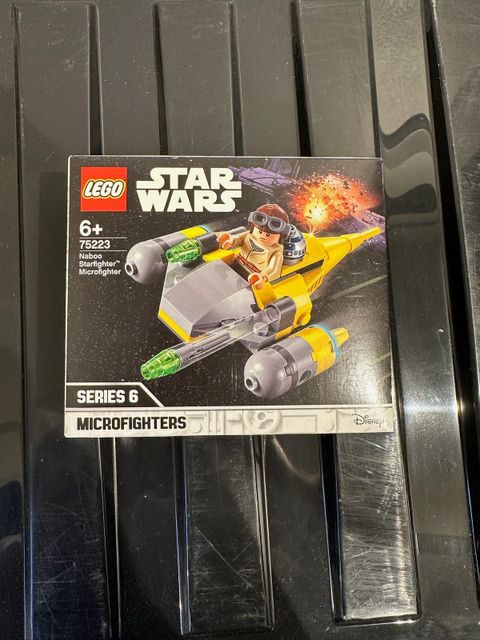 LEGO
STAR
WARS
6+
75223
Naboo
Starfighter™
Microfighter
SERIES 6
MICROFIGHTERS
Disney